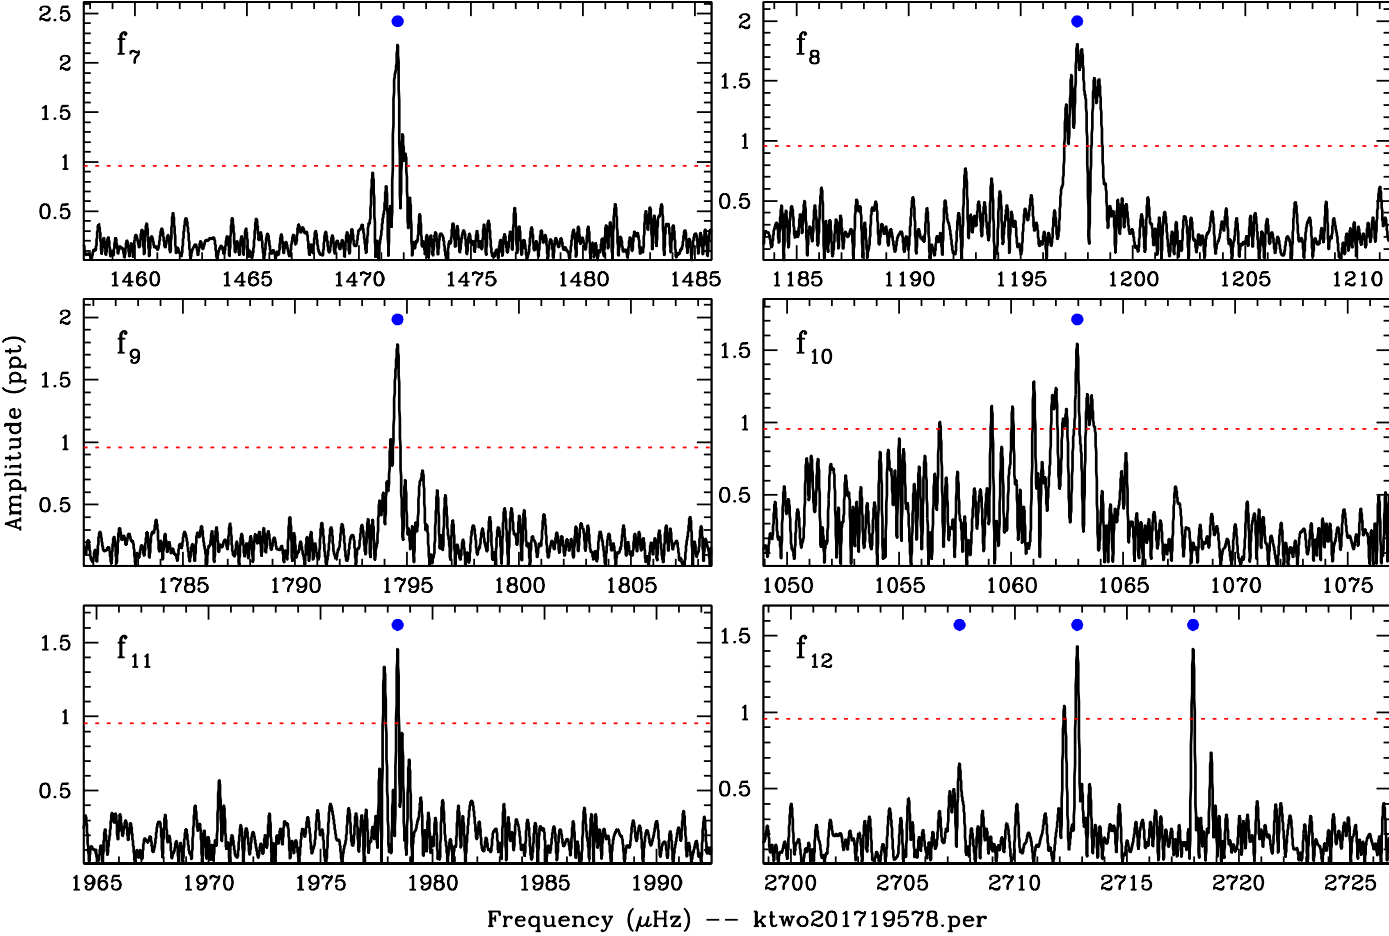 f7
2.5
2
1.5
1
0.5
1460 1465 1470 1475 1480 1485
f8
2
1.5
1
0.5
1185 1190 1195 1200 1205 1210
f9
2
1.5
1
0.5
1785 1790 1795 1800 1805
f10
1.5
1
0.5
1050 1055 1060 1065 1070 1075
f11
1.5
1
0.5
1965 1970 1975 1980 1985 1990
f12
1.5
1
0.5
2700 2705 2710 2715 2720 2725
Amplitude (ppt)
Frequency (μHz) -- ktwo201719578.per